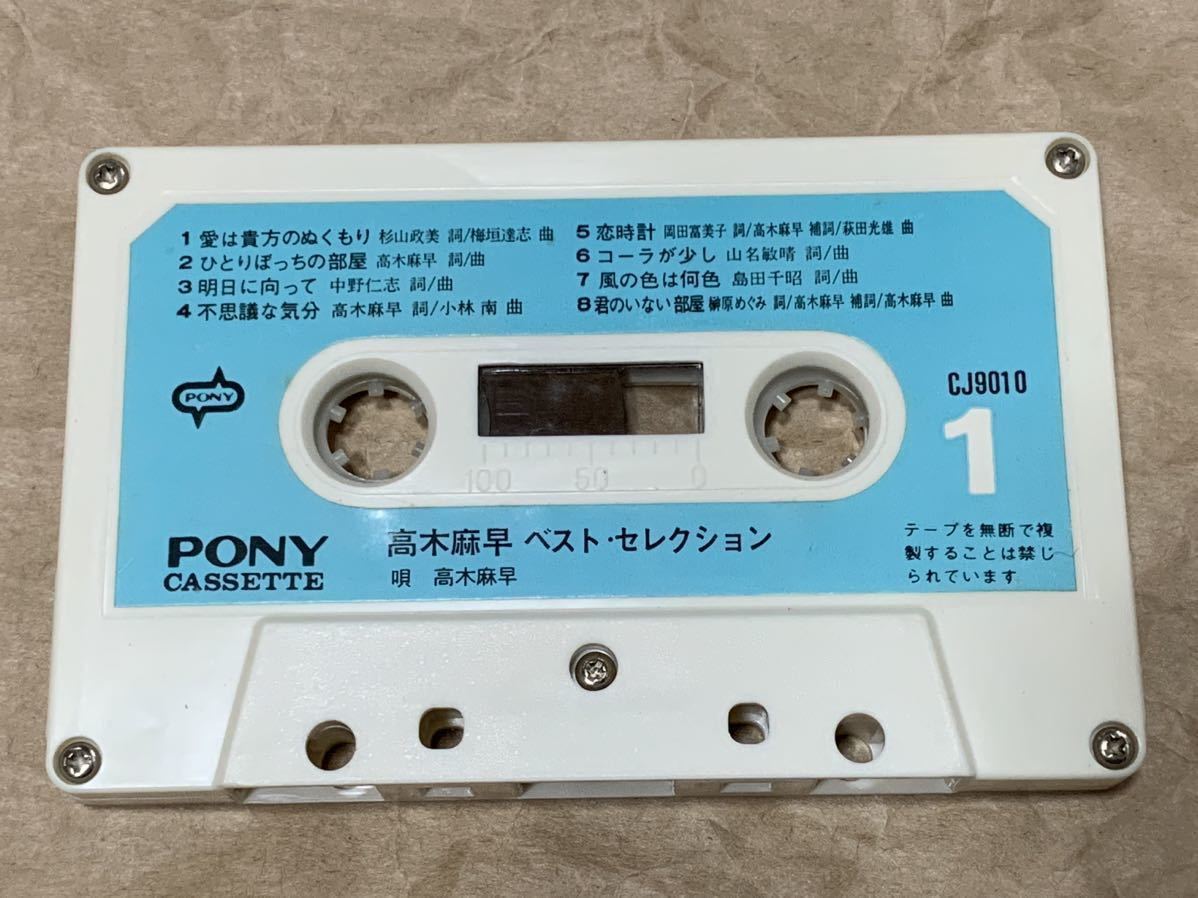 1 愛は貴方のぬくもり 杉山政美 詞/梅垣達志 曲
2 ひとりぼっちの部屋 高木麻早 詞/曲
3 明日に向って 中野仁志 詞/曲
4 不思議な気分 高木麻早 詞/小林 南 曲
5 恋時計 岡田富美子 詞/高木麻早 補詞/萩田光雄 曲
6 コーラが少し 山名敏晴 詞/曲
7 風の色は何色 島田千昭 詞/曲
8 君のいない部屋 榊原めぐみ 詞/高木麻早 補詞/高木麻早 曲
PONY
CJ9010
1
100 50 0
PONY
CASSETTE
高木麻早 ベスト・セレクション
唄 高木麻早
テープを無断で複
製することは禁じ
られています